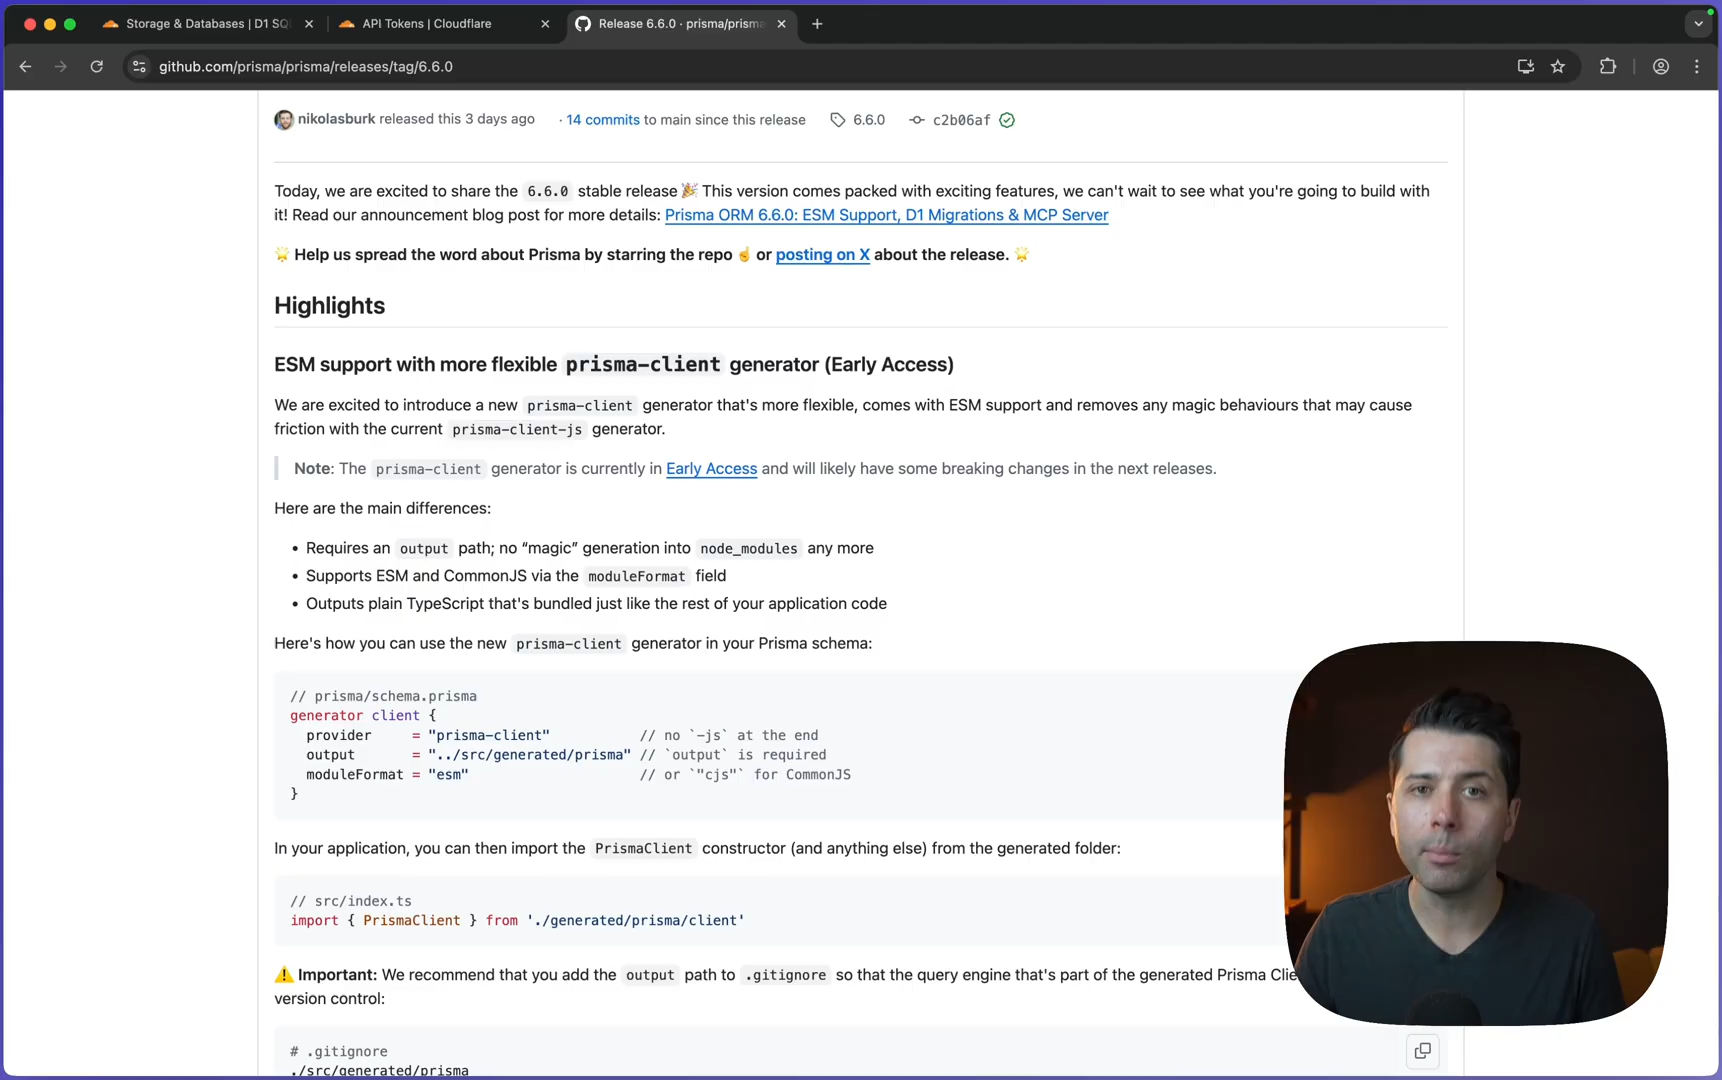 Storage & Databases | D1 SQ
API Tokens | Cloudflare
Release 6.6.0 · prisma/prisma
github.com/prisma/prisma/releases/tag/6.6.0
nikolasburk released this 3 days ago · 14 commits to main since this release 6.6.0 c2b06af
Today, we are excited to share the 6.6.0 stable release 🎉 This version comes packed with exciting features, we can't wait to see what you're going to build with
it! Read our announcement blog post for more details: Prisma ORM 6.6.0: ESM Support, D1 Migrations & MCP Server
🌟 Help us spread the word about Prisma by starring the repo ☝️ or posting on X about the release. 🌟
Highlights
ESM support with more flexible prisma-client generator (Early Access)
We are excited to introduce a new prisma-client generator that's more flexible, comes with ESM support and removes any magic behaviours that may cause
friction with the current prisma-client-js generator.
Note: The prisma-client generator is currently in Early Access and will likely have some breaking changes in the next releases.
Here are the main differences:
• Requires an output path; no “magic” generation into node_modules any more
• Supports ESM and CommonJS via the moduleFormat field
• Outputs plain TypeScript that's bundled just like the rest of your application code
Here's how you can use the new prisma-client generator in your Prisma schema:
// prisma/schema.prisma
generator client {
provider = "prisma-client" // no `-js` at the end
output = "../src/generated/prisma" // `output` is required
moduleFormat = "esm" // or `"cjs"` for CommonJS
}
In your application, you can then import the PrismaClient constructor (and anything else) from the generated folder:
// src/index.ts
import { PrismaClient } from './generated/prisma/client'
⚠️ Important: We recommend that you add the output path to .gitignore so that the query engine that's part of the generated Prisma Clie
version control:
# .gitignore
./src/generated/prisma